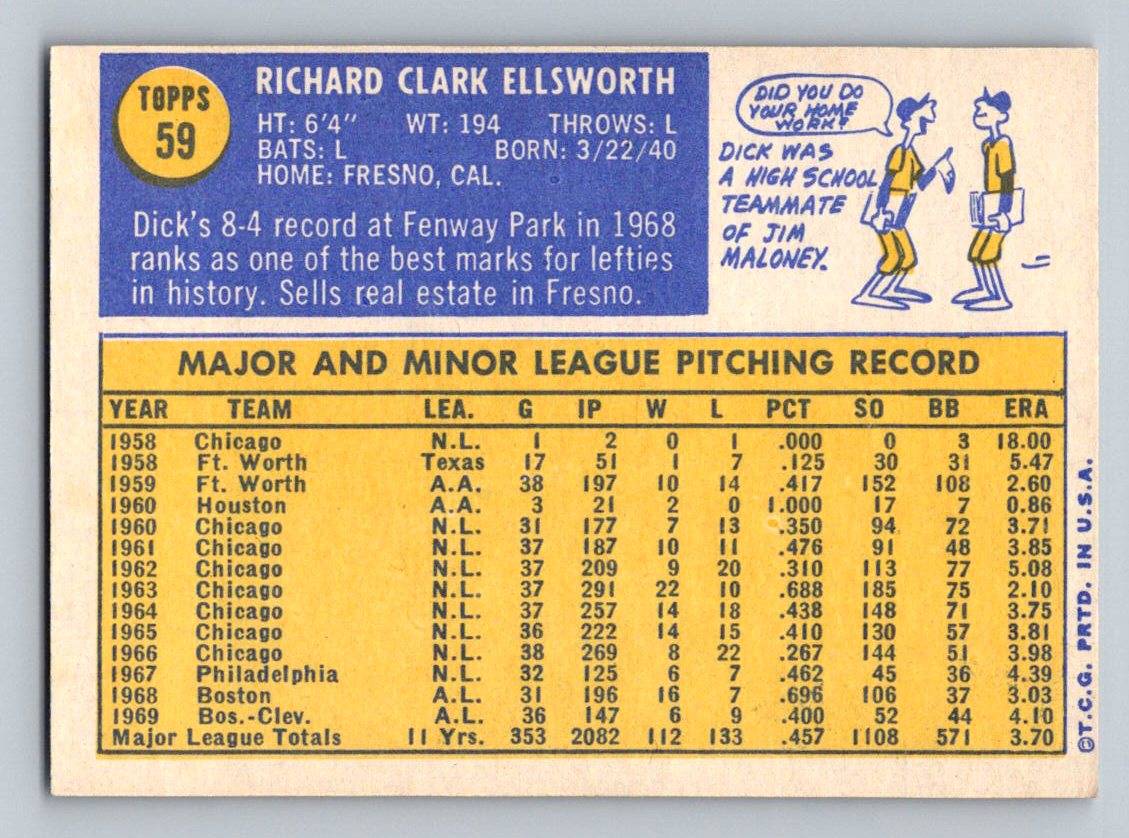 TOPPS
59
RICHARD CLARK ELLSWORTH
HT: 6'4" WT: 194 THROWS: L
BATS: L BORN: 3/22/40
HOME: FRESNO, CAL.
Dick's 8-4 record at Fenway Park in 1968
ranks as one of the best marks for lefties
in history. Sells real estate in Fresno.
DID YOU DO
YOUR HOME
WORK?
DICK WAS
A HIGH SCHOOL
TEAMMATE
OF JIM
MALONEY.
MAJOR AND MINOR LEAGUE PITCHING RECORD
YEAR TEAM LEA. G IP W L PCT SO BB ERA
1958 Chicago N.L. 1 2 0 1 .000 0 3 18.00
1958 Ft. Worth Texas 17 51 1 7 .125 30 31 5.47
1959 Ft. Worth A.A. 38 197 10 14 .417 152 108 2.60
1960 Houston A.A. 3 21 2 0 1.000 17 7 0.86
1960 Chicago N.L. 31 177 7 13 .350 94 72 3.71
1961 Chicago N.L. 37 187 10 11 .476 91 48 3.85
1962 Chicago N.L. 37 209 9 20 .310 113 77 5.08
1963 Chicago N.L. 37 291 22 10 .688 185 75 2.10
1964 Chicago N.L. 37 257 14 18 .438 148 71 3.75
1965 Chicago N.L. 36 222 14 15 .410 130 57 3.81
1966 Chicago N.L. 38 269 8 22 .267 144 51 3.98
1967 Philadelphia N.L. 32 125 6 7 .462 45 36 4.39
1968 Boston A.L. 31 196 16 7 .696 106 37 3.03
1969 Bos.-Clev. A.L. 36 147 6 9 .400 52 44 4.10
Major League Totals 11 Yrs. 353 2082 112 133 .457 1108 571 3.70
©T.C.G. PRTD. IN U.S.A.